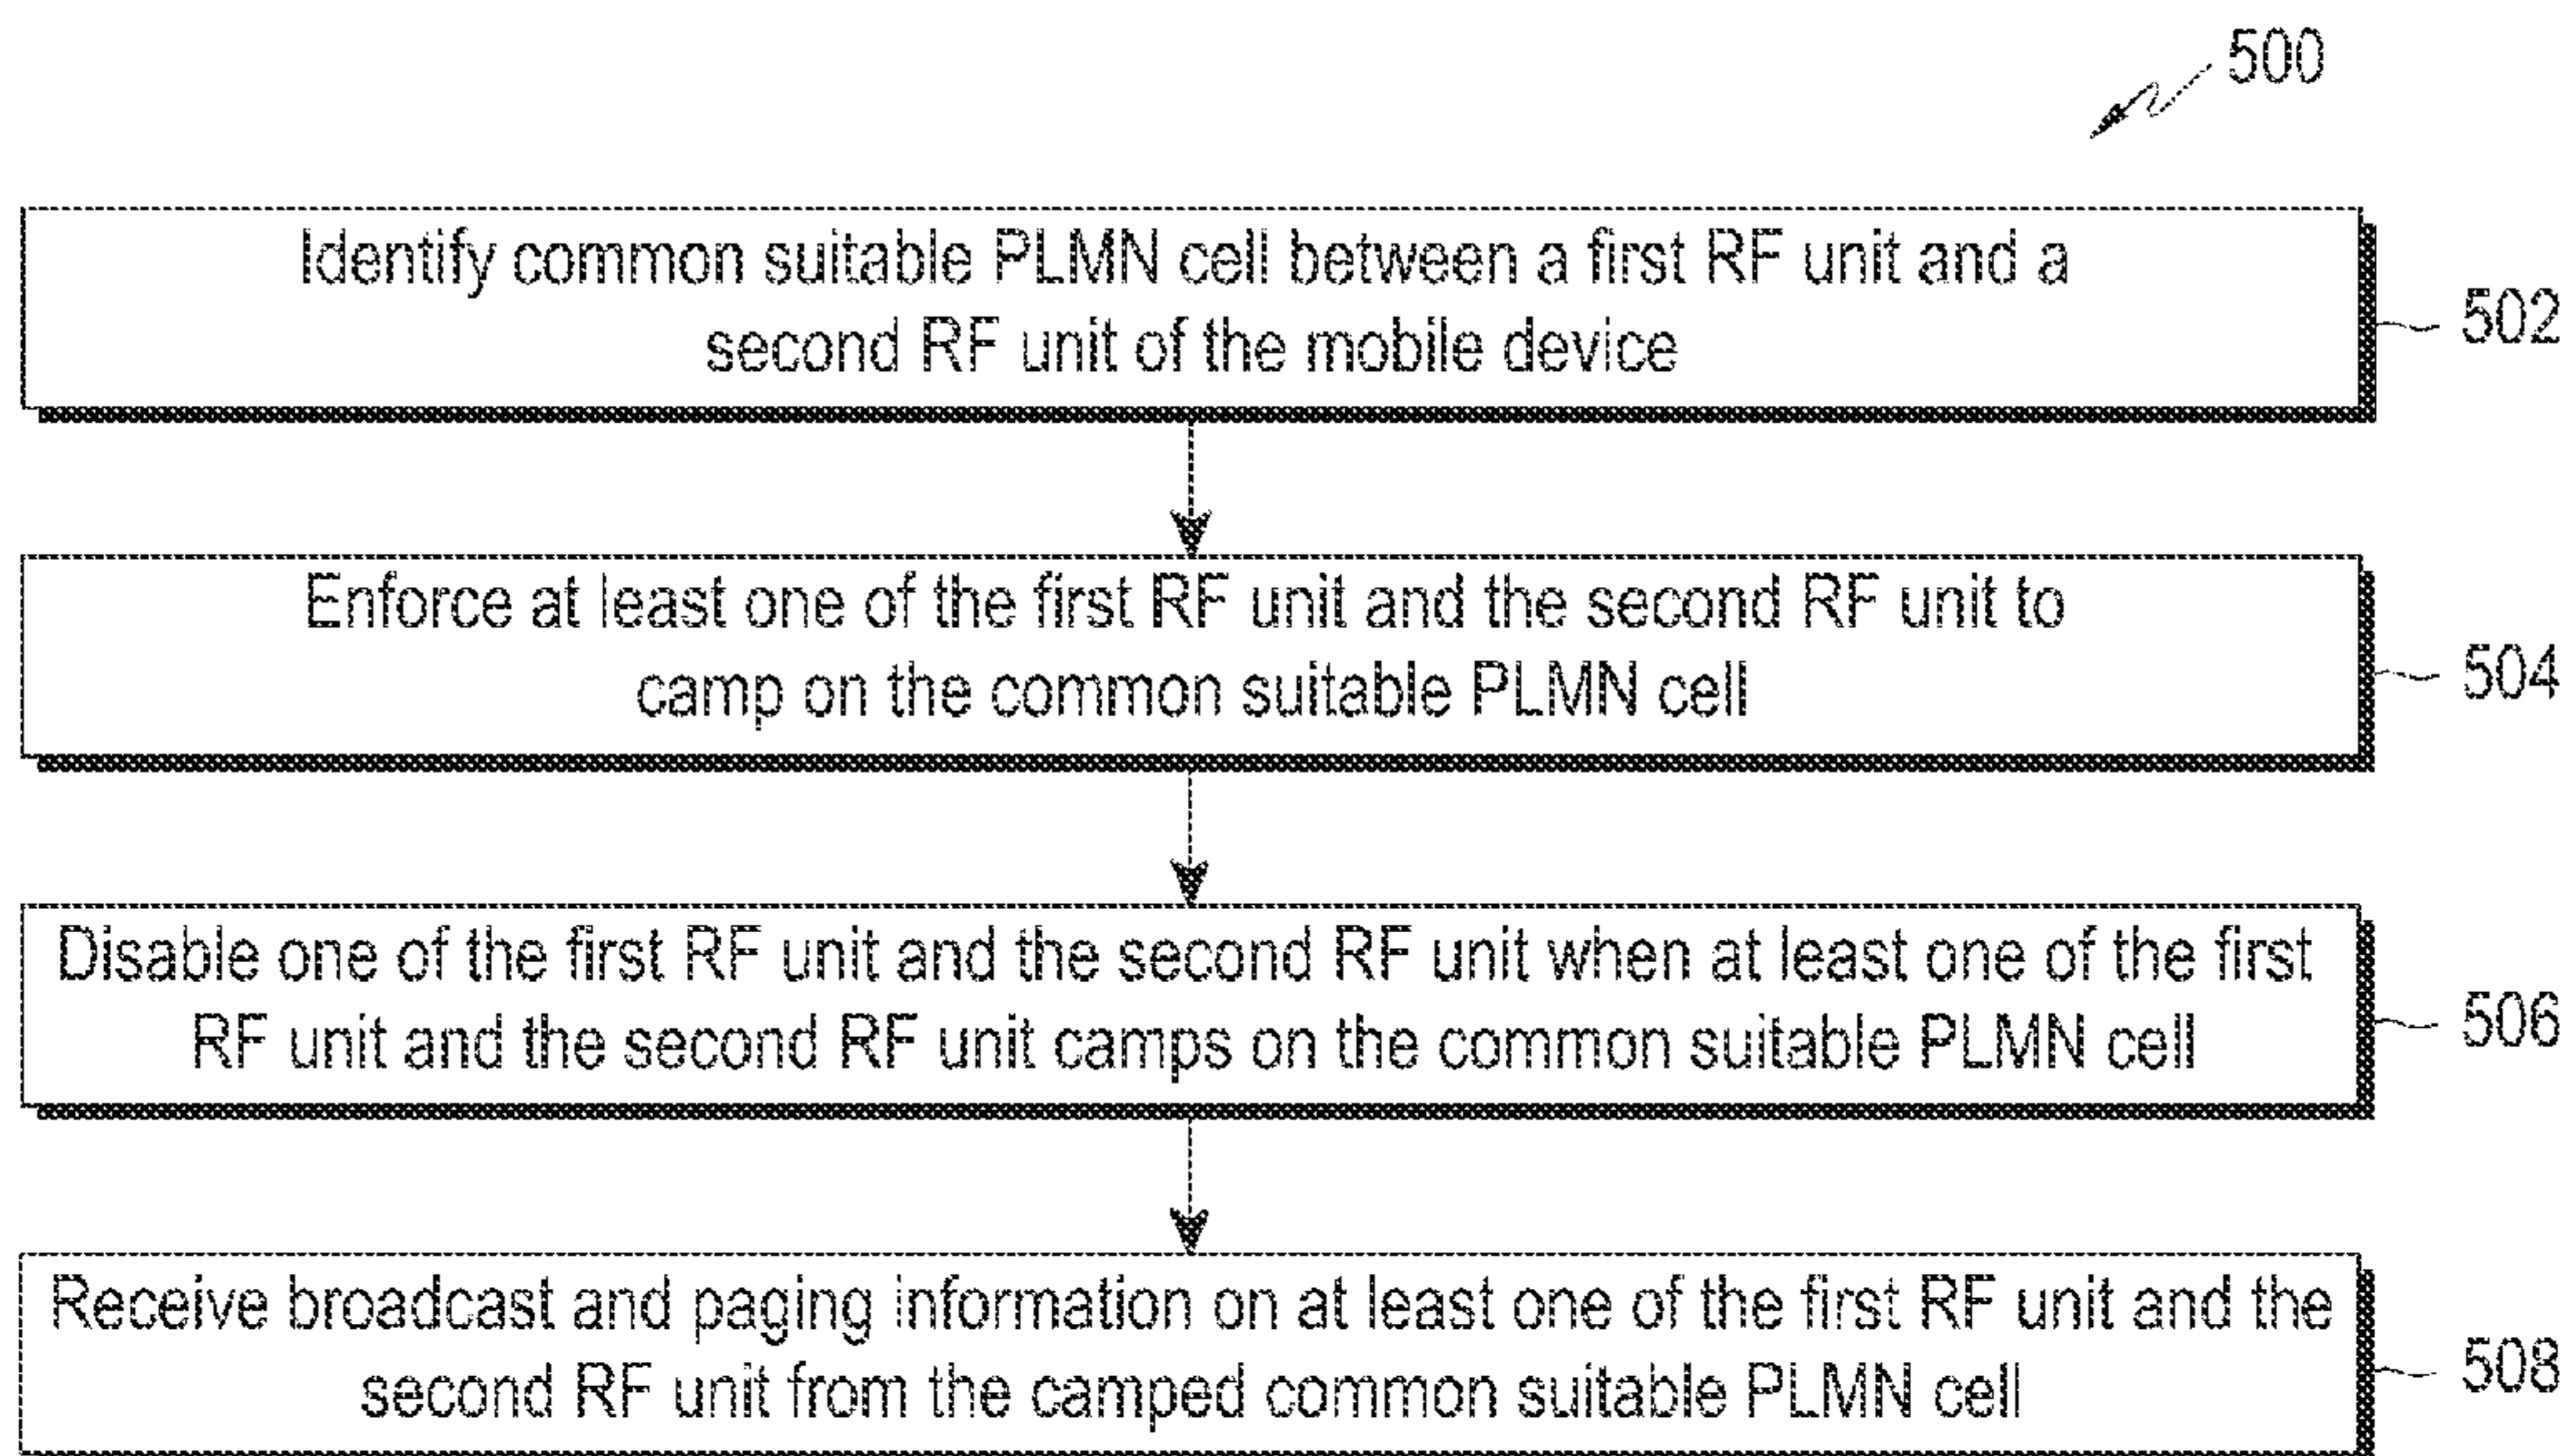 500
Identify common suitable PLMN cell between a first RF unit and a
second RF unit of the mobile device
502
Enforce at least one of the first RF unit and the second RF unit to
camp on the common suitable PLMN cell
504
Disable one of the first RF unit and the second RF unit when at least one of the first
RF unit and the second RF unit camps on the common suitable PLMN cell
506
Receive broadcast and paging information on at least one of the first RF unit and the
second RF unit from the camped common suitable PLMN cell
508